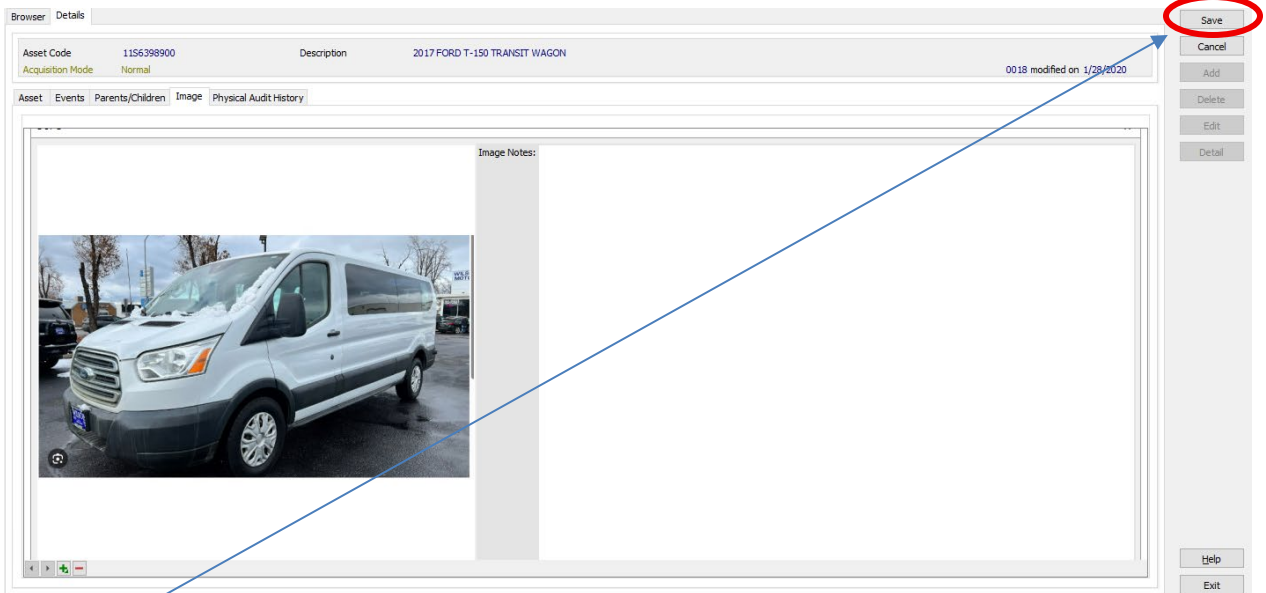 Browser Details
Save
Asset Code 11S6398900 Description 2017 FORD T-150 TRANSIT WAGON
Cancel
Acquisition Mode Normal 0018 modified on 1/28/2020
Add
Asset Events Parents/Children Image Physical Audit History
Delete
Edit
Image Notes:
Detail
Help
Exit